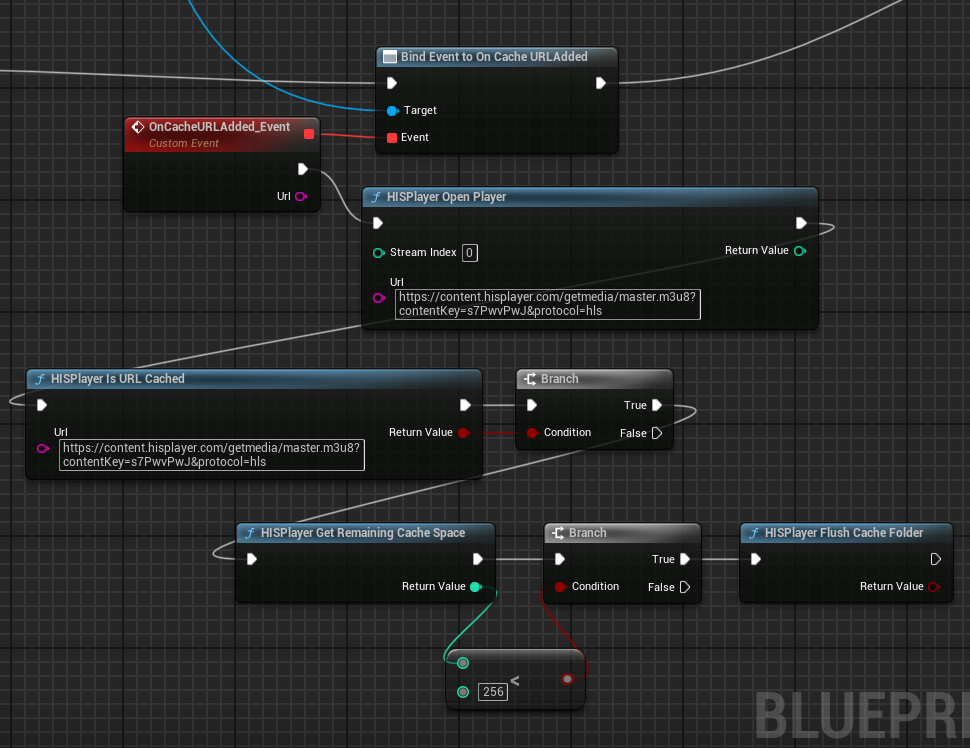 Bind Event to On Cache URLAdded
Target
Event
OnCacheURLAdded_Event
Custom Event
Url
HISPlayer Open Player
Stream Index 0
Return Value
Url
https://content.hisplayer.com/getmedia/master.m3u8?
contentKey=s7PwvPwJ&protocol=hls
HISPlayer Is URL Cached
Url
https://content.hisplayer.com/getmedia/master.m3u8?
contentKey=s7PwvPwJ&protocol=hls
Return Value
Branch
True
Condition
False
HISPlayer Get Remaining Cache Space
Return Value
Branch
True
Condition
False
HISPlayer Flush Cache Folder
Return Value
256 <
BLUEPRI